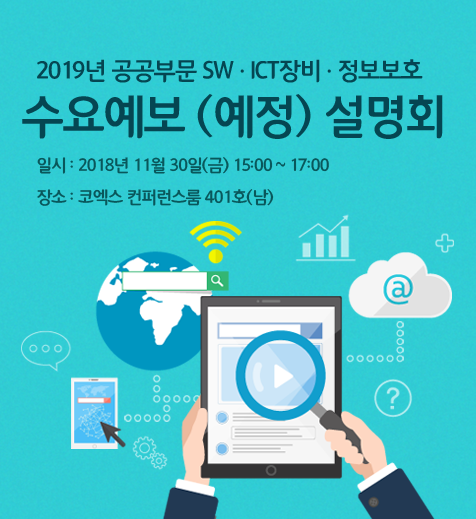 2019년 공공부문 SW · ICT장비 · 정보보호
수요예보 (예정) 설명회
일시 : 2018년 11월 30일(금) 15:00 ~ 17:00
장소 : 코엑스 컨퍼런스룸 401호(남)
@
?